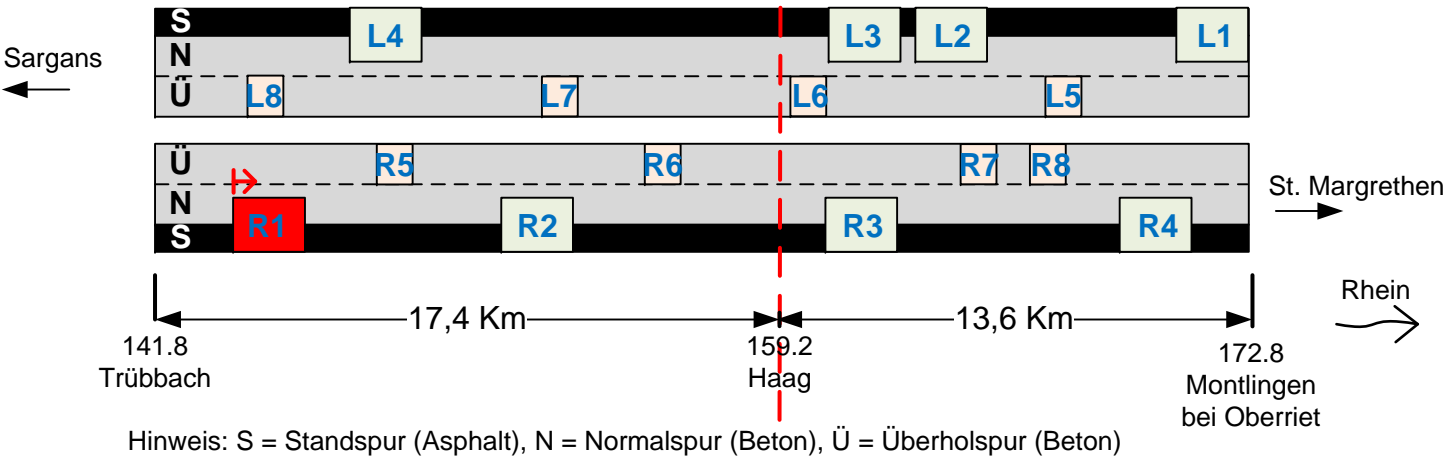 S
N
Ü
L4
L3
L2
L1
L8
L7
L6
L5
Sargans
Ü
N
S
R5
R6
R7
R8
R1
R2
R3
R4
St. Margrethen
17,4 Km
13,6 Km
Rhein
141.8
Trübbach
159.2
Haag
172.8
Montlingen
bei Oberriet
Hinweis: S = Standspur (Asphalt), N = Normalspur (Beton), Ü = Überholspur (Beton)